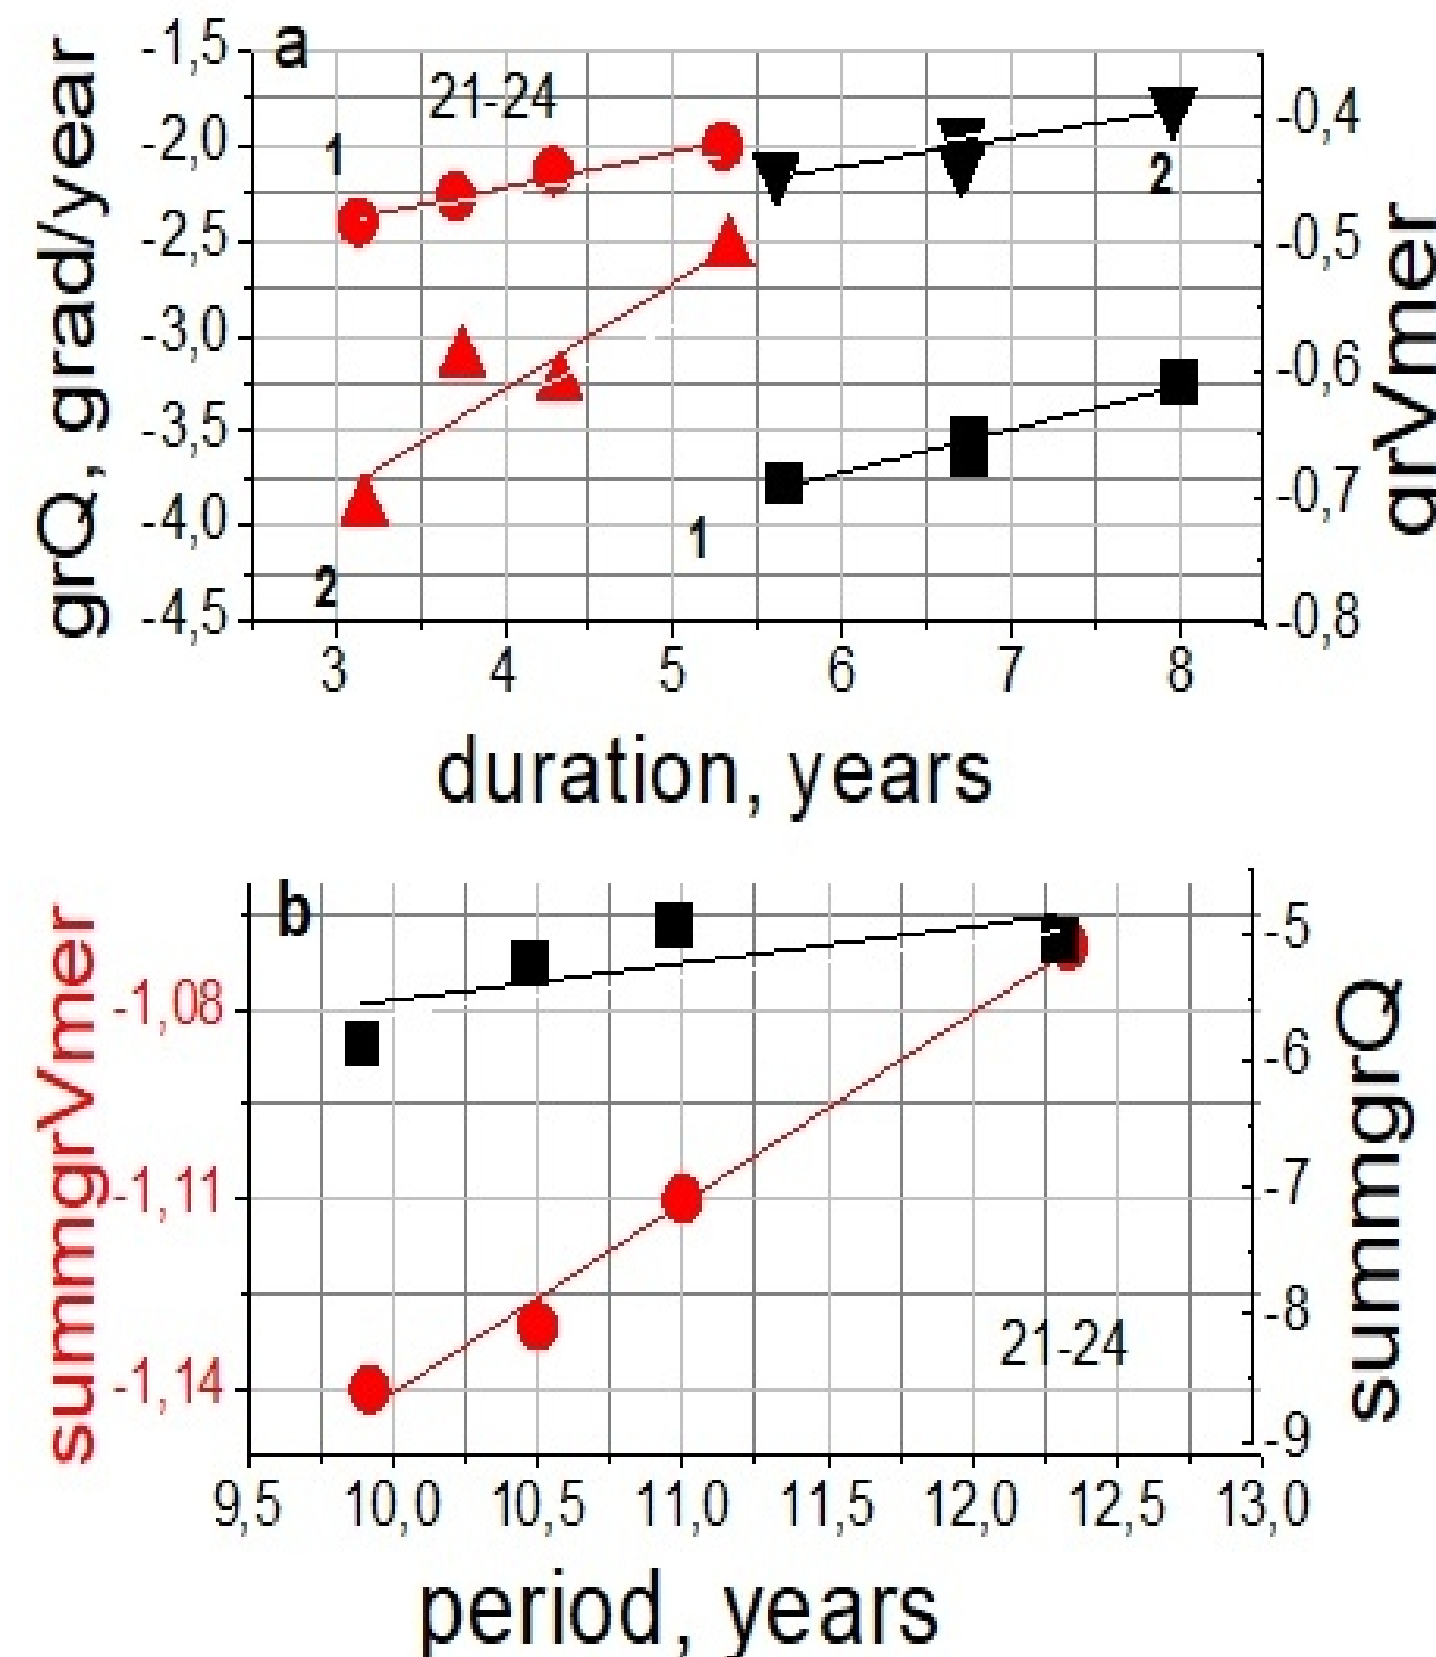 a
21-24
1
2
1
2
-1,5
-2,0
-2,5
-3,0
-3,5
-4,0
-4,5
grQ, grad/year
-0,4
-0,5
-0,6
-0,7
-0,8
grVmer
3 4 5 6 7 8
duration, years
b
-1,08
-1,11
-1,14
summgrVmer
-5
-6
-7
-8
-9
summgrQ
21-24
9,5 10,0 10,5 11,0 11,5 12,0 12,5 13,0
period, years